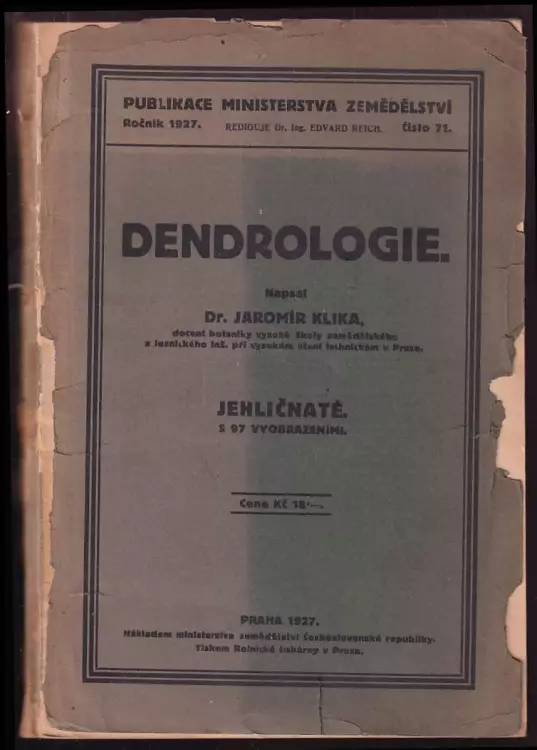 PUBLIKACE MINISTERSTVA ZEMĚDĚLSTVÍ
Ročník 1927. REDIGUJE Dr. Ing. EDVARD REICH. Číslo 71.
DENDROLOGIE.
Napsal
Dr. JAROMÍR KLIKA,
docent botaniky vysoké školy zemědělského
a lesnického inž. při vysokém učení technickém v Praze.
JEHLIČNATÉ.
S 97 VYOBRAZENÍMI.
Cena Kč 18·—.
PRAHA 1927.
Nákladem ministerstva zemědělství Československé republiky.
Tiskem Rolnické tiskárny v Praze.